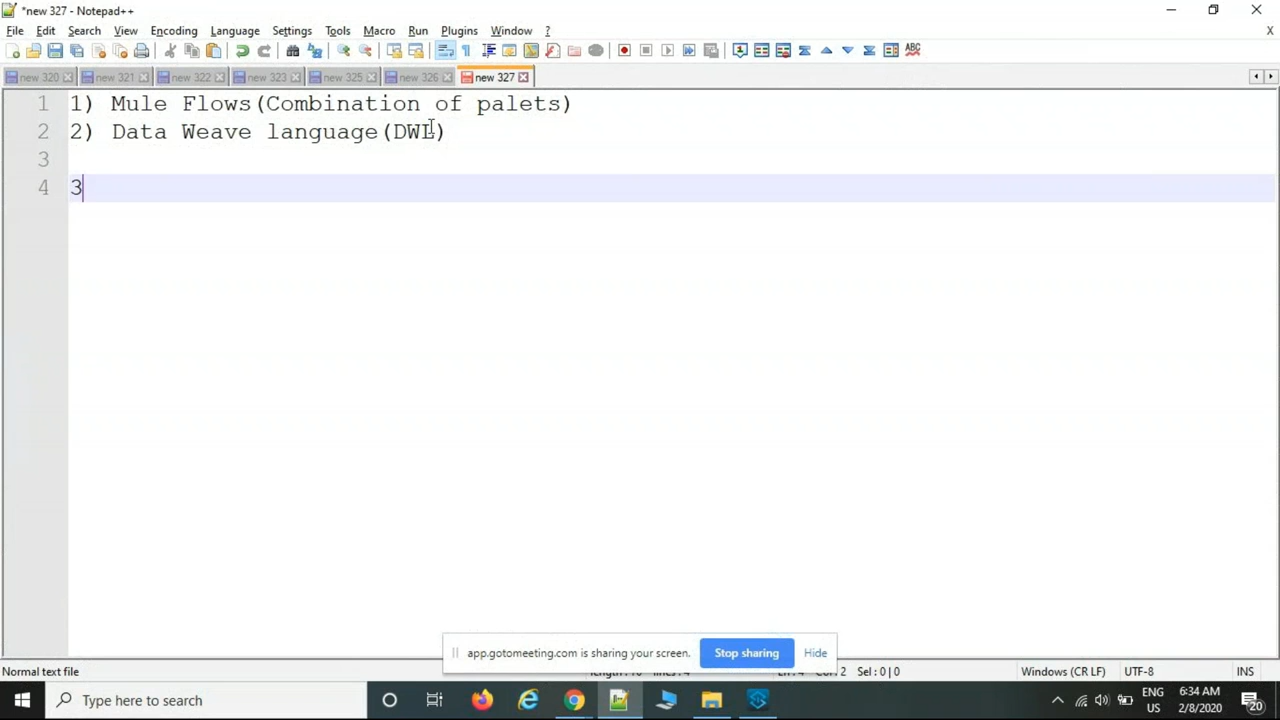 *new 327 - Notepad++
File Edit Search View Encoding Language Settings Tools Macro Run Plugins Window ? X
new 320 new 321 new 322 new 323 new 325 new 326 new 327
1 1) Mule Flows(Combination of palets)
2 2) Data Weave language(DWL)
3
4 3
app.gotomeeting.com is sharing your screen. Stop sharing Hide
Normal text file Sel : 0 | 0 Windows (CR LF) UTF-8 INS
Type here to search
ENG
US
6:34 AM
2/8/2020
20